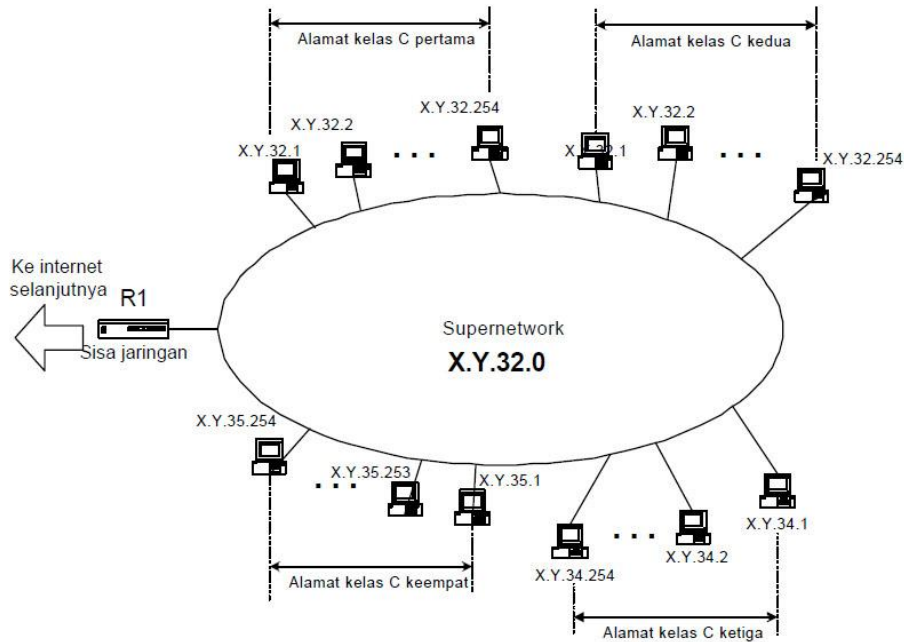 Alamat kelas C pertama
Alamat kelas C kedua
X.Y.32.1
X.Y.32.2
. . .
X.Y.32.254
X.Y.32.1
X.Y.32.2
. . .
X.Y.32.254
Ke internet
selanjutnya
R1
Sisa jaringan
Supernetwork
X.Y.32.0
X.Y.35.254
. . .
X.Y.35.253
X.Y.35.1
X.Y.34.254
. . .
X.Y.34.2
X.Y.34.1
Alamat kelas C keempat
Alamat kelas C ketiga